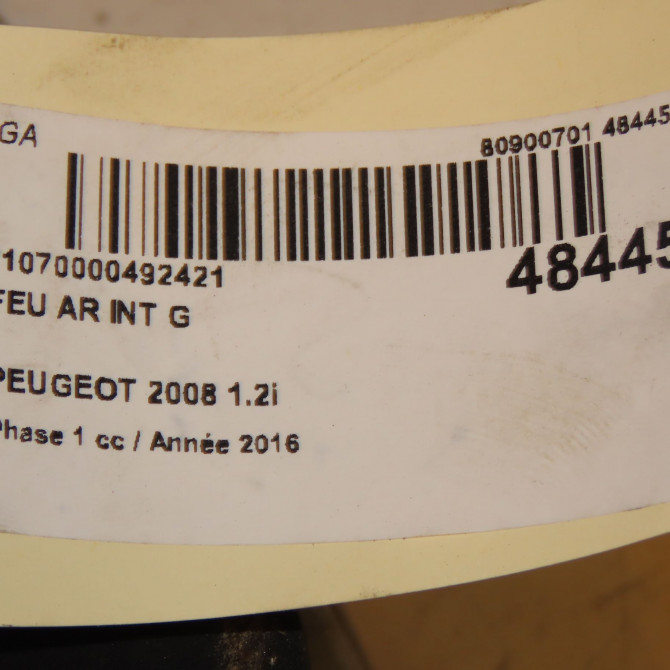 GA
80900701 48445
1070000492421
48445
FEU AR INT G
PEUGEOT 2008 1.2i
Phase 1 cc / Année 2016